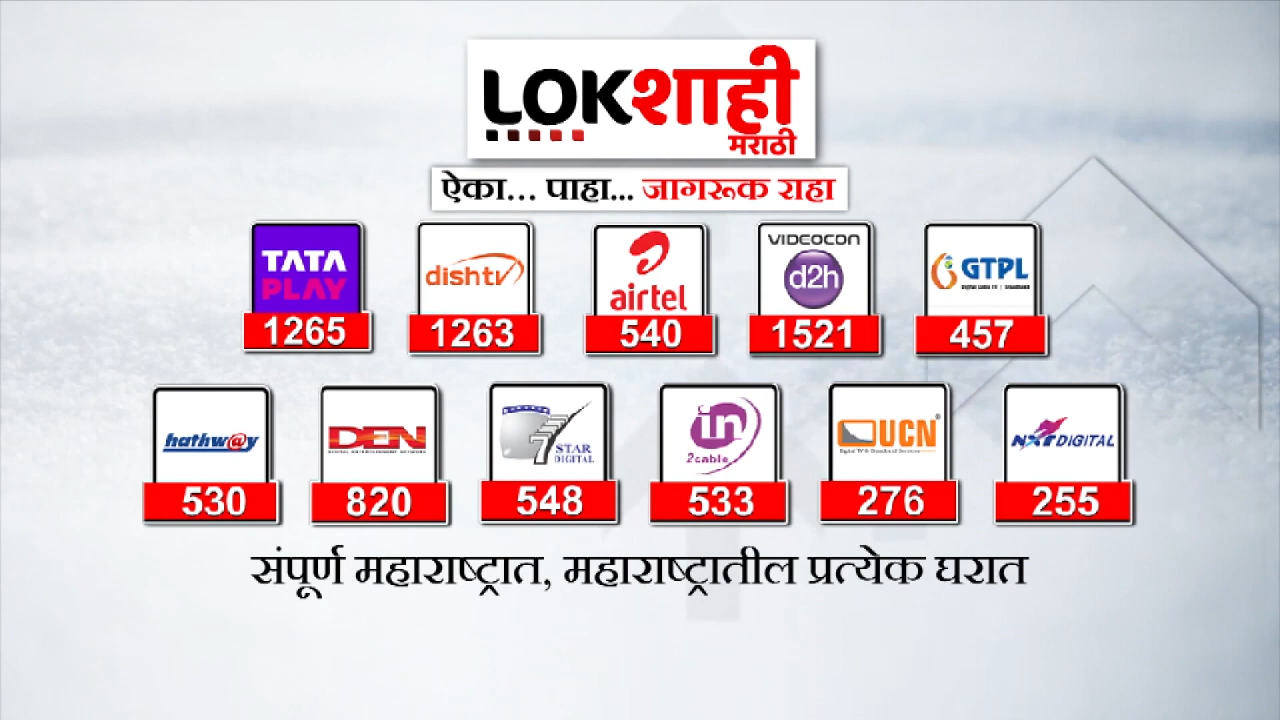 LOKशाही
मराठी
ऐका... पाहा... जागरूक राहा
TATA PLAY
dishtv
airtel
VIDEOCON d2h
GTPL
1265
1263
540
1521
457
hathw@y
DEN
7 STAR DIGITAL
in 2cable
UCN
NXT DIGITAL
530
820
548
533
276
255
संपूर्ण महाराष्ट्रात, महाराष्ट्रातील प्रत्येक घरात